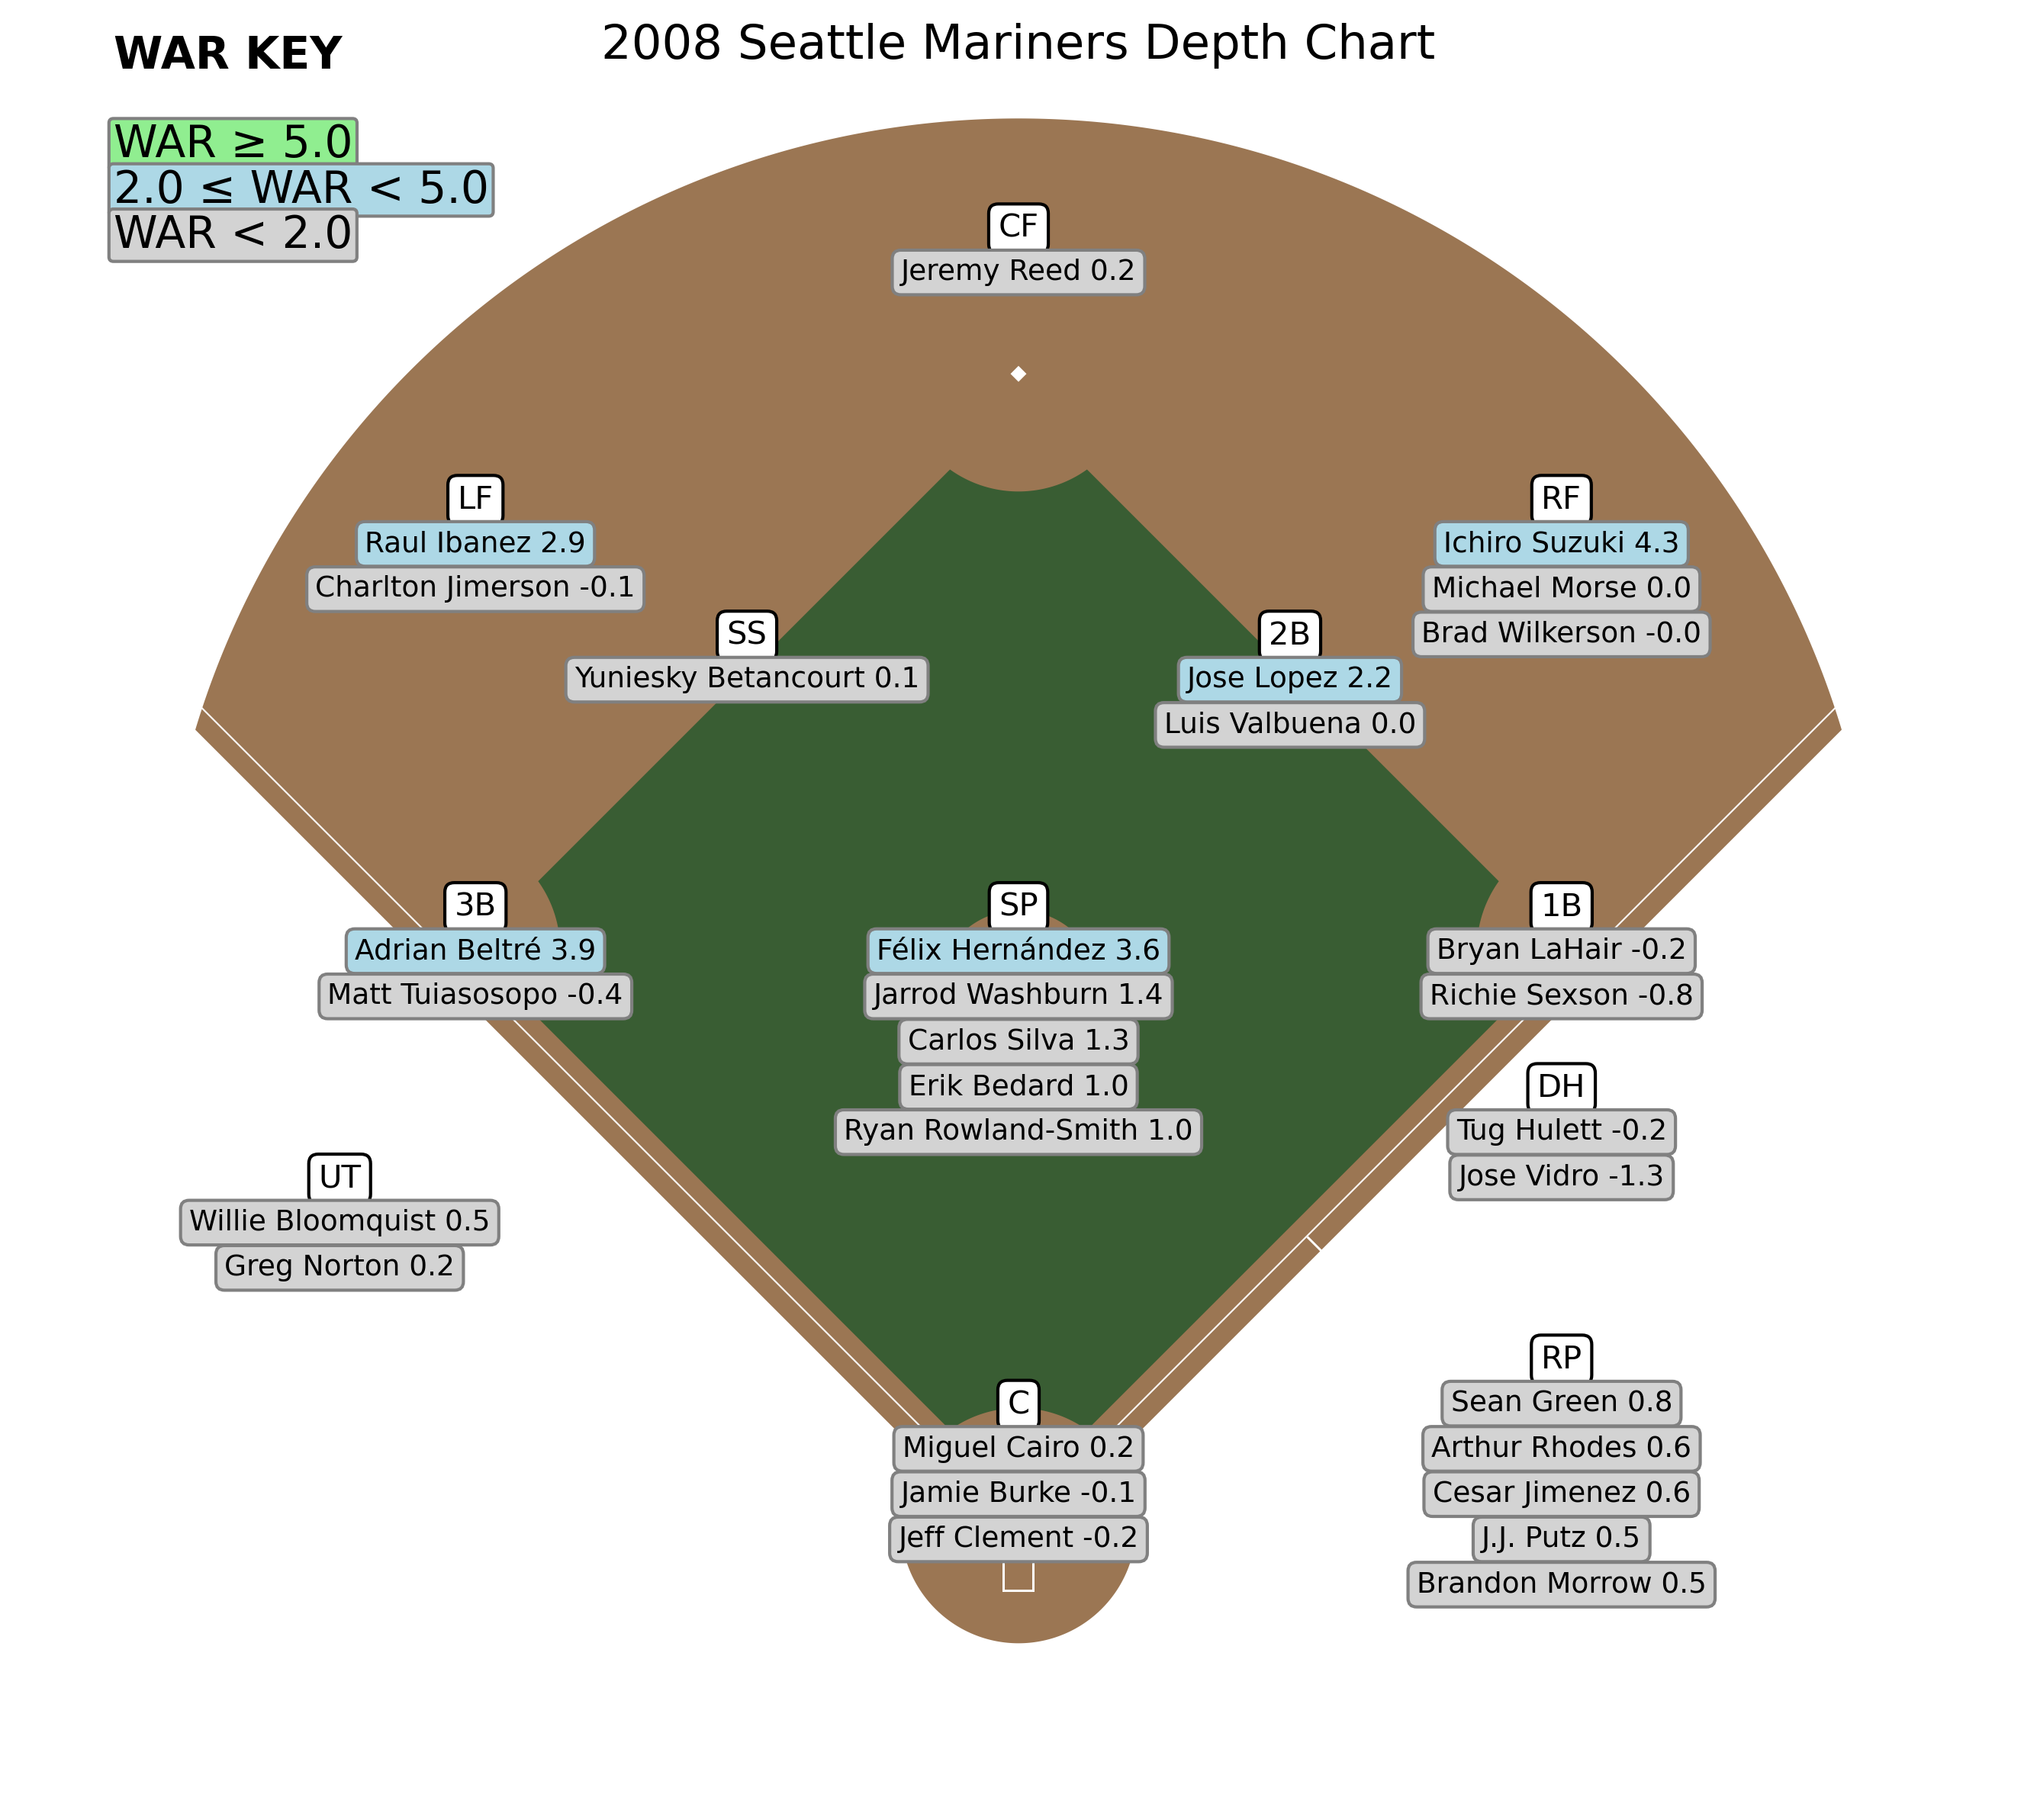 WAR KEY
2008 Seattle Mariners Depth Chart
WAR ≥ 5.0
2.0 ≤ WAR < 5.0
WAR < 2.0
CF
Jeremy Reed 0.2
LF
Raul Ibanez 2.9
Charlton Jimerson -0.1
RF
Ichiro Suzuki 4.3
Michael Morse 0.0
Brad Wilkerson -0.0
SS
Yuniesky Betancourt 0.1
2B
Jose Lopez 2.2
Luis Valbuena 0.0
3B
Adrian Beltré 3.9
Matt Tuiasosopo -0.4
SP
Félix Hernández 3.6
Jarrod Washburn 1.4
Carlos Silva 1.3
Erik Bedard 1.0
Ryan Rowland-Smith 1.0
1B
Bryan LaHair -0.2
Richie Sexson -0.8
DH
Tug Hulett -0.2
Jose Vidro -1.3
UT
Willie Bloomquist 0.5
Greg Norton 0.2
C
Miguel Cairo 0.2
Jamie Burke -0.1
Jeff Clement -0.2
RP
Sean Green 0.8
Arthur Rhodes 0.6
Cesar Jimenez 0.6
J.J. Putz 0.5
Brandon Morrow 0.5